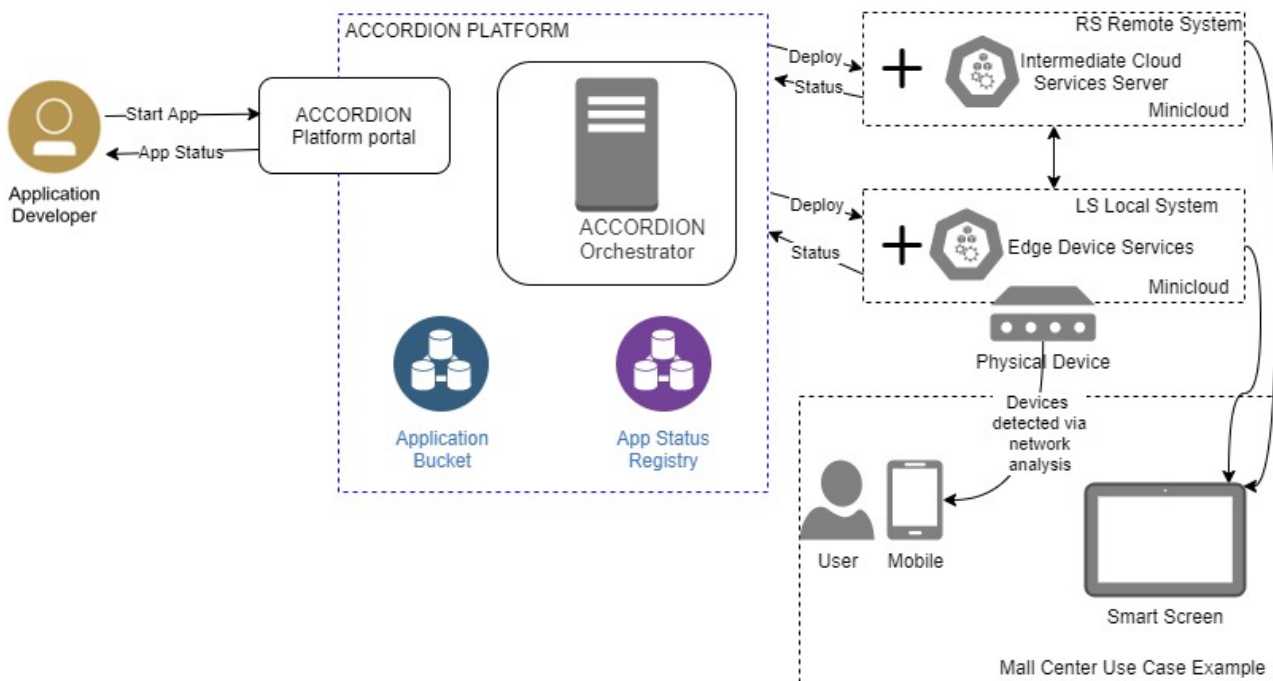 ACCORDION PLATFORM
Start App
App Status
Application
Developer
ACCORDION
Platform portal
ACCORDION
Orchestrator
Application
Bucket
App Status
Registry
Deploy
Status
RS Remote System
Intermediate Cloud
Services Server
Minicloud
Deploy
Status
LS Local System
Edge Device Services
Minicloud
Physical Device
Devices
detected via
network
analysis
User
Mobile
Smart Screen
Mall Center Use Case Example